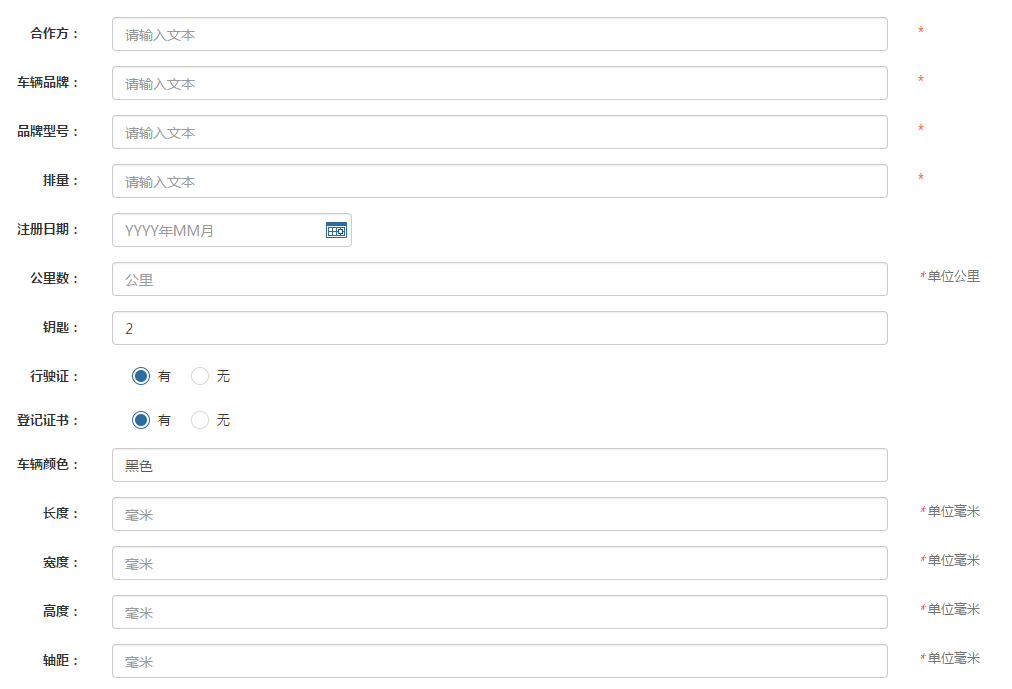 合作方： 请输入文本 *
车辆品牌： 请输入文本 *
品牌型号： 请输入文本 *
排量： 请输入文本 *
注册日期： YYYY年MM月
公里数： 公里 *单位公里
钥匙： 2
行驶证： 有 无
登记证书： 有 无
车辆颜色： 黑色
长度： 毫米 *单位毫米
宽度： 毫米 *单位毫米
高度： 毫米 *单位毫米
轴距： 毫米 *单位毫米